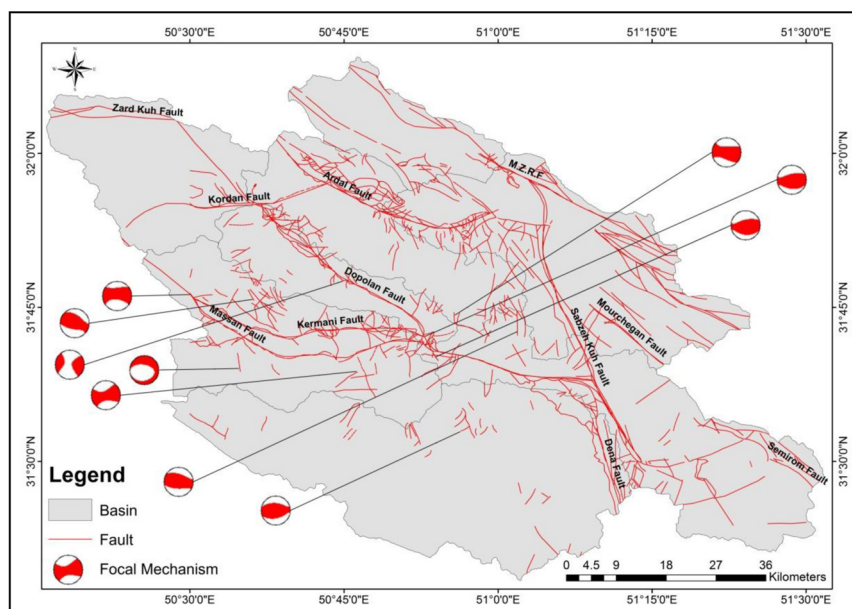 50°30'0"E
50°45'0"E
51°0'0"E
51°15'0"E
51°30'0"E
N
32°0'0"N
32°0'0"N
Zard Kuh Fault
M.Z.R.F
Ardal Fault
Kordan Fault
Dopolan Fault
31°45'0"N
31°45'0"N
Massan Fault
Kermani Fault
Sabzeh Kuh Fault
Mourchegan Fault
31°30'0"N
31°30'0"N
Dena Fault
Semirom Fault
Legend
Basin
Fault
Focal Mechanism
0 4.5 9 18 27 36
Kilometers
50°30'0"E
50°45'0"E
51°0'0"E
51°15'0"E
51°30'0"E